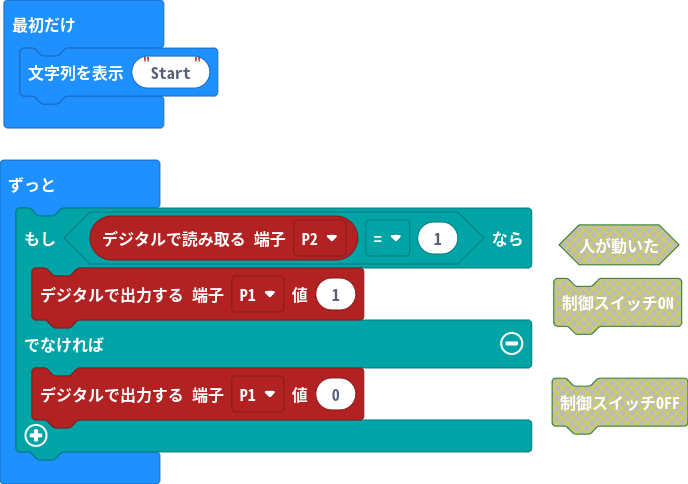 最初だけ
文字列を表示 "Start"
ずっと
もし デジタルで読み取る 端子 P2 = 1 なら
人が動いた
デジタルで出力する 端子 P1 値 1
制御スイッチON
でなければ
デジタルで出力する 端子 P1 値 0
制御スイッチOFF